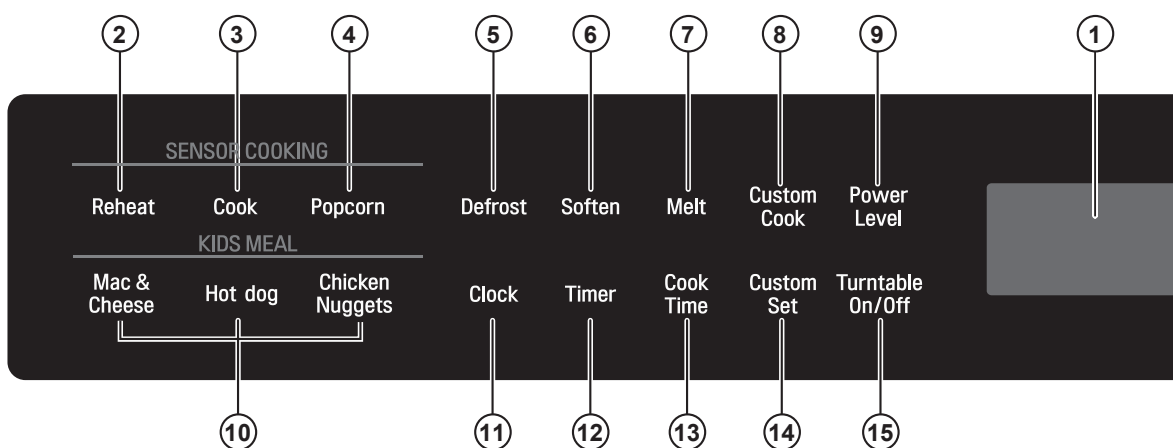 2 3 4 5 6 7 8 9 1
SENSOR COOKING
Reheat Cook Popcorn Defrost Soften Melt Custom Cook Power Level
KIDS MEAL
Mac & Cheese Hot dog Chicken Nuggets Clock Timer Cook Time Custom Set Turntable On/Off
10 11 12 13 14 15